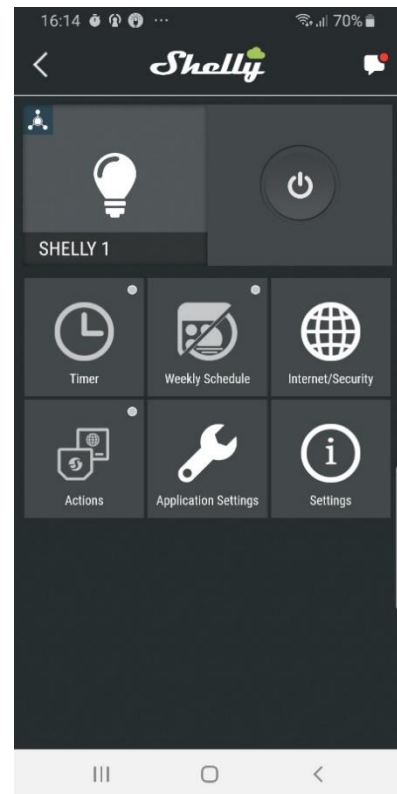 16:14
70%
Shelly
SHELLY 1
Timer
Weekly Schedule
Internet/Security
Actions
Application Settings
Settings